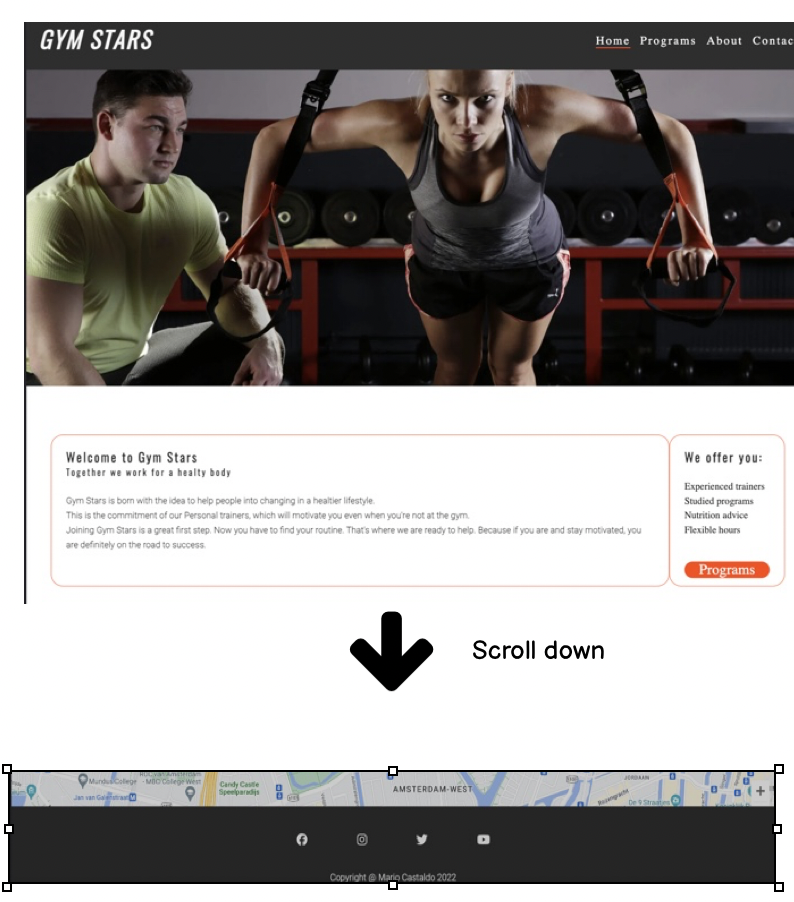 GYM STARS
Home Programs About Contac
Welcome to Gym Stars
Together we work for a healty body
Gym Stars is born with the idea to help people into changing in a healtier lifestyle.
This is the commitment of our Personal trainers, which will motivate you even when you're not at the gym.
Joining Gym Stars is a great first step. Now you have to find your routine. That's where we are ready to help. Because if you are and stay motivated, you
are definitely on the road to success.
We offer you:
Experienced trainers
Studied programs
Nutrition advice
Flexible hours
Programs
Scroll down
Mundus College
- MBO College West
Jan van Galenstraat
Candy Castle
Speelparadijs
AMSTERDAM-WEST
JORDAAN
Rozengracht
Copyright @ Mario Castaldo 2022